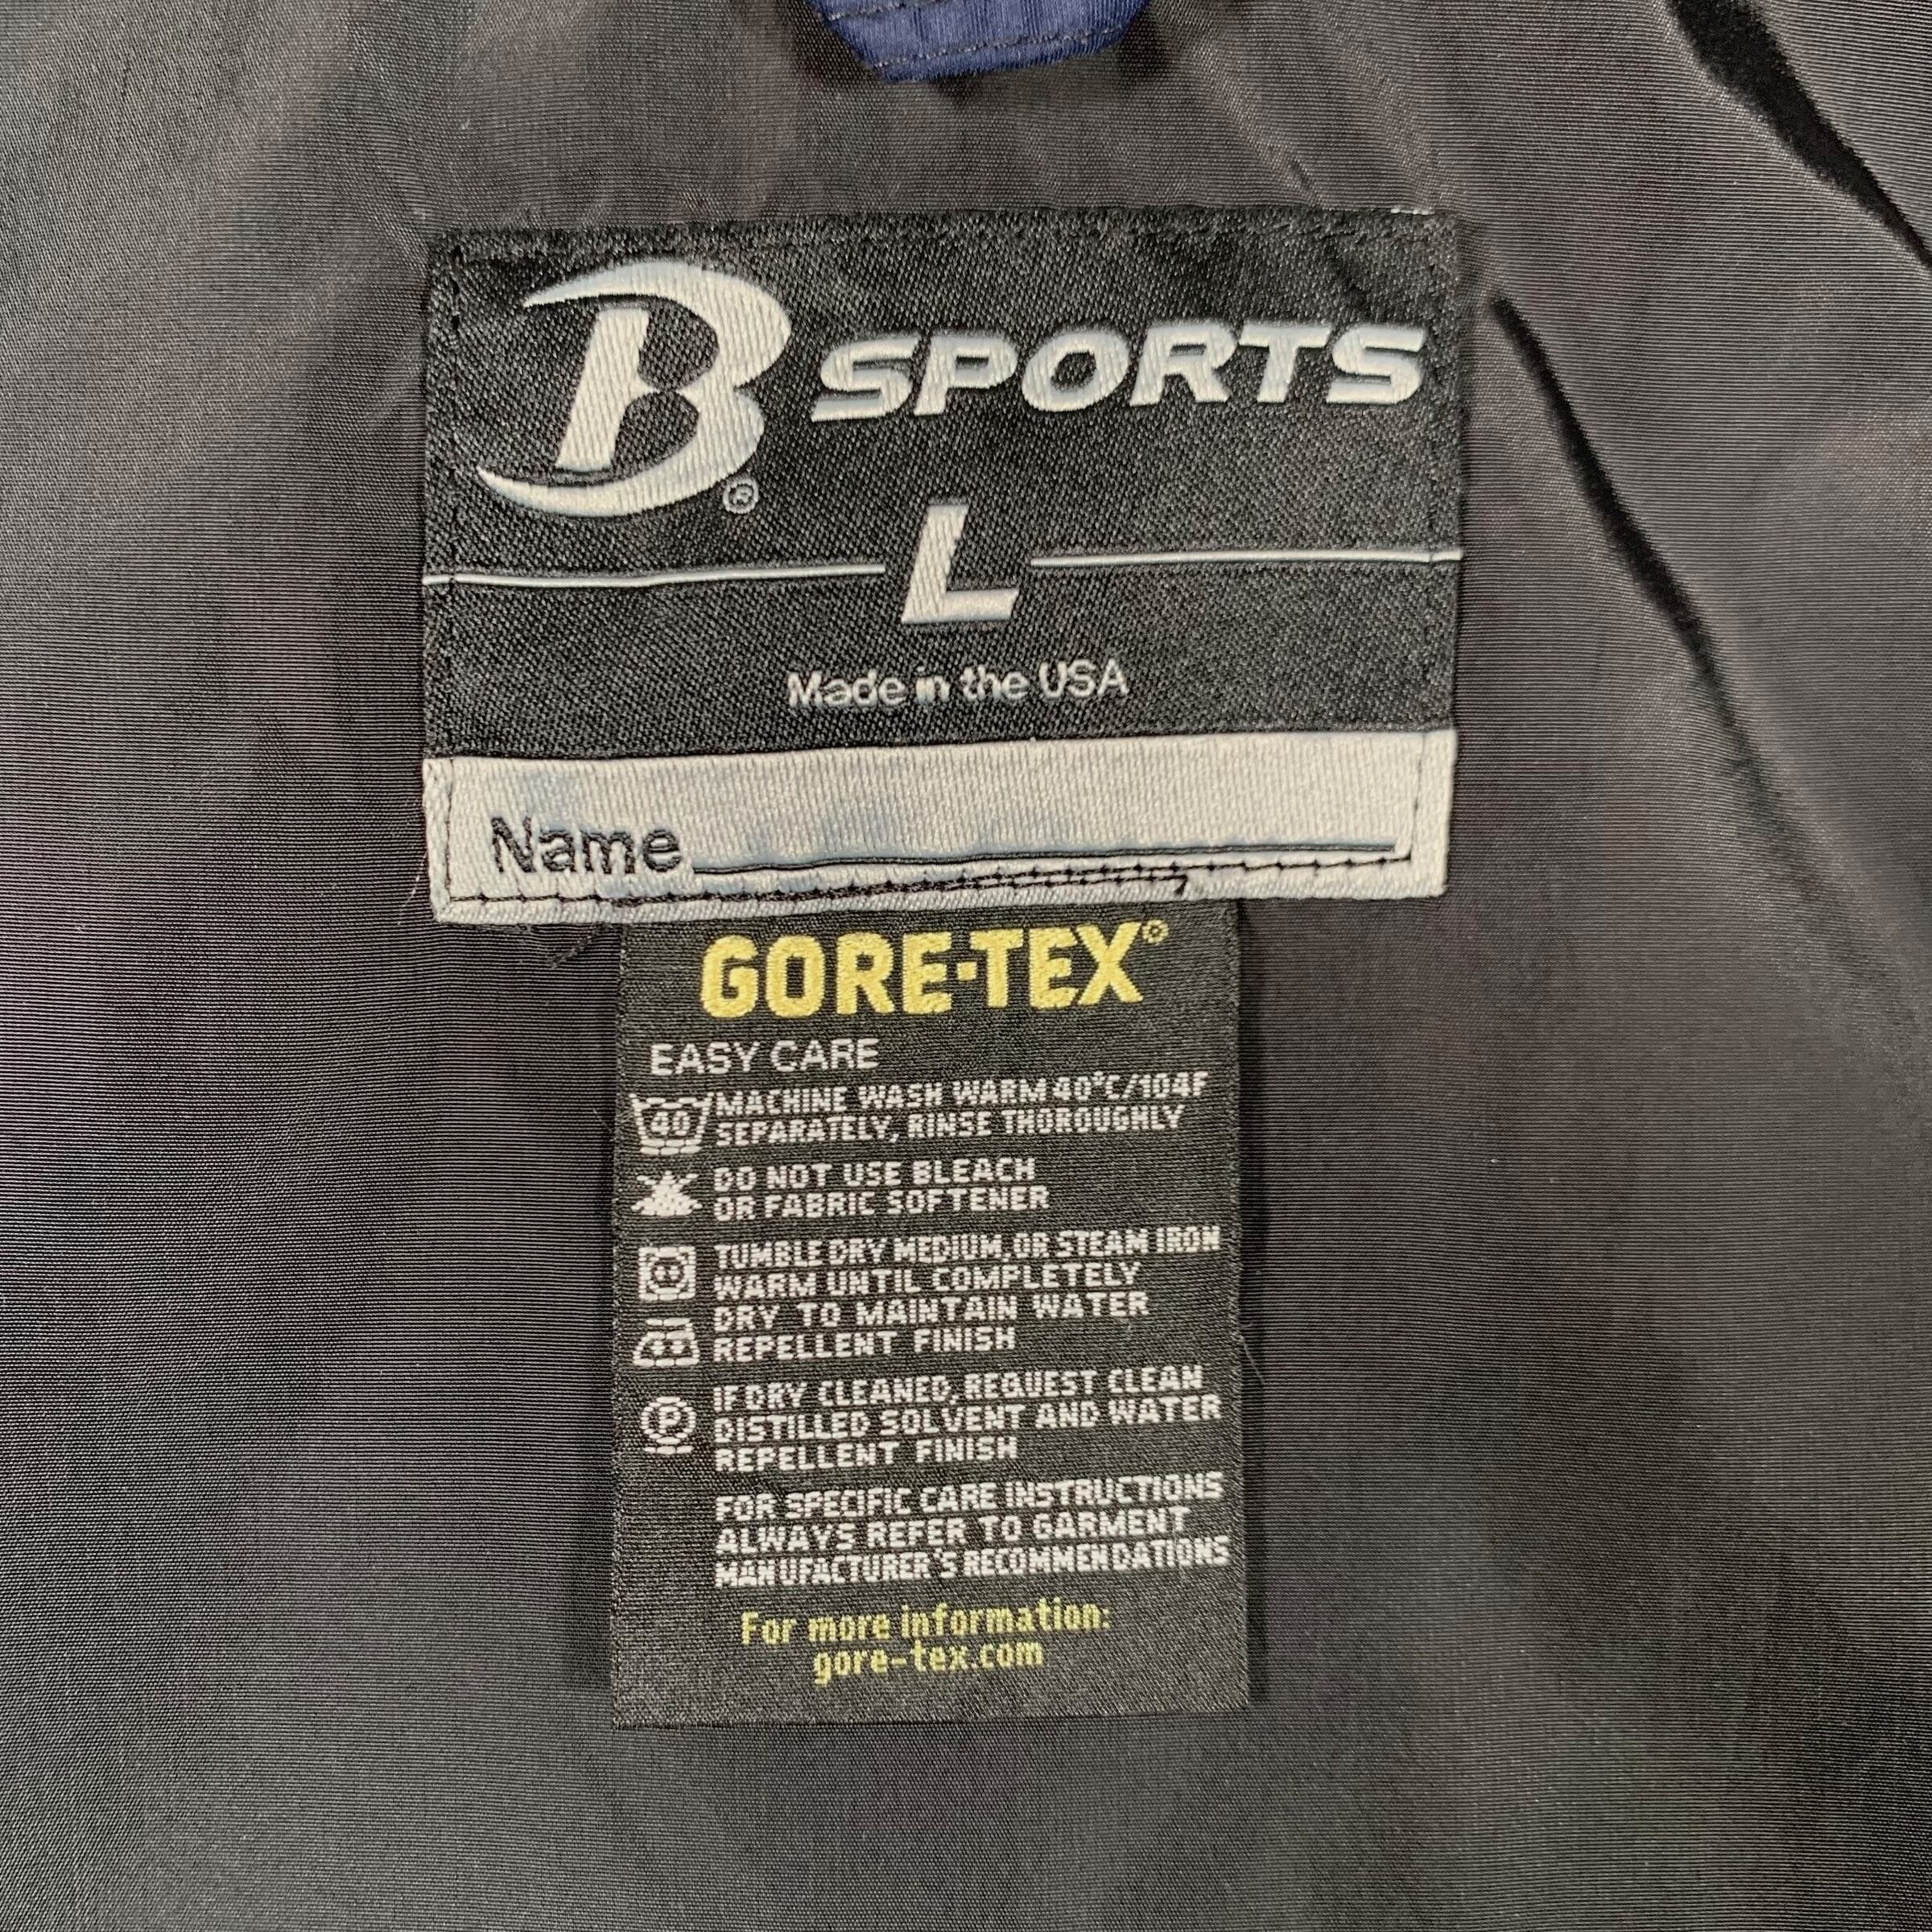 B SPORTS
®
L
Made in the USA
Name
GORE-TEX®
EASY CARE
40 MACHINE WASH WARM 40°C/104F
SEPARATELY, RINSE THOROUGHLY
DO NOT USE BLEACH
OR FABRIC SOFTENER
TUMBLE DRY MEDIUM, OR STEAM IRON
WARM UNTIL COMPLETELY
DRY TO MAINTAIN WATER
REPELLENT FINISH
IF DRY CLEANED, REQUEST CLEAN
P DISTILLED SOLVENT AND WATER
REPELLENT FINISH
FOR SPECIFIC CARE INSTRUCTIONS
ALWAYS REFER TO GARMENT
MANUFACTURER'S RECOMMENDATIONS
For more information:
gore-tex.com